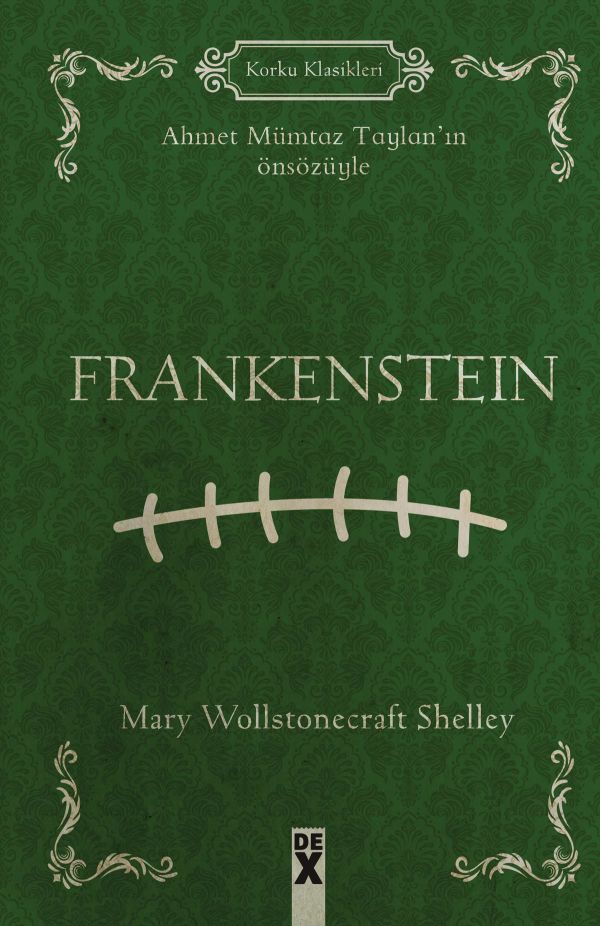 Korku Klasikleri
Ahmet Mümtaz Taylan’ın
önsözüyle
FRANKENSTEIN
Mary Wollstonecraft Shelley
DE
X